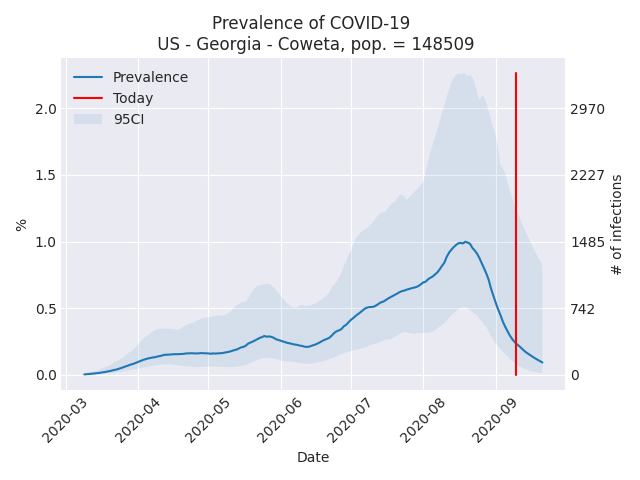 Prevalence of COVID-19
US - Georgia - Coweta, pop. = 148509
Prevalence
Today
95CI
2.0
1.5
1.0
0.5
0.0
%
2970
2227
1485
742
0
# of infections
2020-03
2020-04
2020-05
2020-06
2020-07
2020-08
2020-09
Date